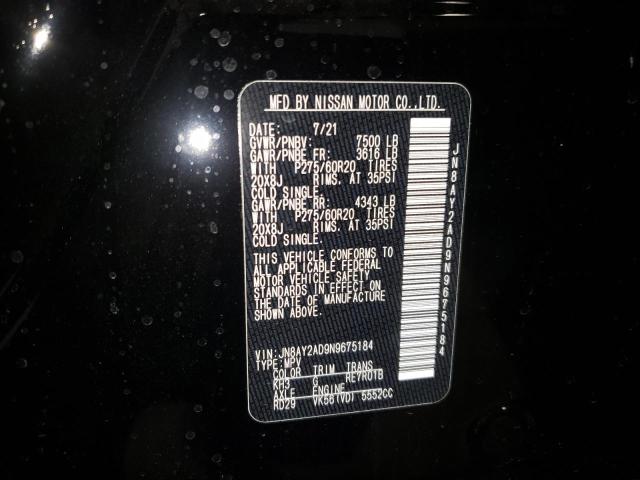 MFD BY NISSAN MOTOR CO.,LTD.
DATE: 7/21
GVWR/PNBV: 7500 LB
GAWR/PNBE FR: 3616 LB
WITH P275/60R20 TIRES
20X8J RIMS. AT 35PSI
COLD SINGLE.
GAWR/PNBE RR: 4343 LB
WITH P275/60R20 TIRES
20X8J RIMS. AT 35PSI
COLD SINGLE.
THIS VEHICLE CONFORMS TO
ALL APPLICABLE FEDERAL
MOTOR VEHICLE SAFETY
STANDARDS IN EFFECT ON
THE DATE OF MANUFACTURE
SHOWN ABOVE.
VIN: JN8AY2AD9N9675184
TYPE: MPV
COLOR TRIM TRANS
KH3 G RE7R01B
AXLE ENGINE
RD29 VK56(VD) 5552CC
JN8AY2AD9N9675184